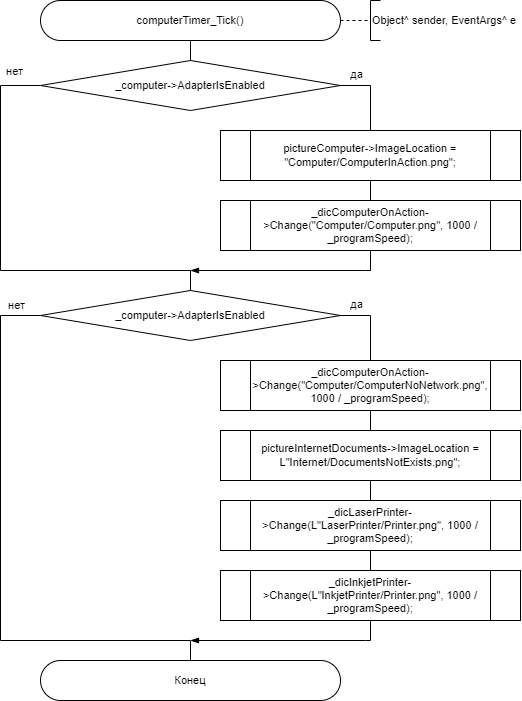 computerTimer_Tick()
Object^ sender, EventArgs^ e
нет
да
_computer->AdapterIsEnabled
pictureComputer->ImageLocation =
"Computer/ComputerInAction.png";
_dicComputerOnAction-
>Change("Computer/Computer.png", 1000 /
_programSpeed);
нет
да
_computer->AdapterIsEnabled
_dicComputerOnAction-
>Change("Computer/ComputerNoNetwork.png",
1000 / _programSpeed);
pictureInternetDocuments->ImageLocation =
L"Internet/DocumentsNotExists.png";
_dicLaserPrinter-
>Change(L"LaserPrinter/Printer.png", 1000 /
_programSpeed);
_dicInkjetPrinter-
>Change(L"InkjetPrinter/Printer.png", 1000 /
_programSpeed);
Конец